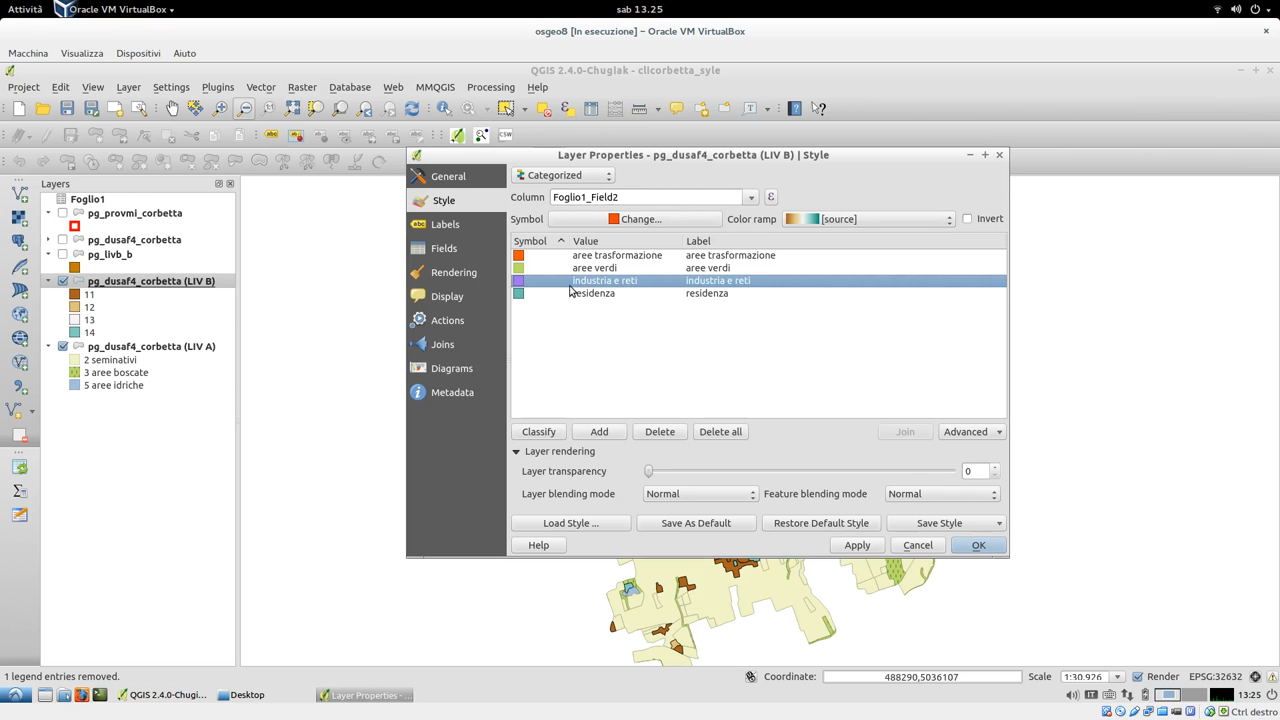 Attività Oracle VM VirtualBox sab 13.25
osgeo8 [In esecuzione] – Oracle VM VirtualBox
Macchina Visualizza Dispositivi Aiuto
QGIS 2.4.0-Chugiak - clicorbetta_syle
Project Edit View Layer Settings Plugins Vector Raster Database Web MMQGIS Processing Help
Layers
Foglio1
pg_provmi_corbetta
pg_dusaf4_corbetta
pg_livb_b
pg_dusaf4_corbetta (LIV B)
11
12
13
14
pg_dusaf4_corbetta (LIV A)
2 seminativi
3 aree boscate
5 aree idriche
Layer Properties - pg_dusaf4_corbetta (LIV B) | Style
General
Style
Labels
Fields
Rendering
Display
Actions
Joins
Diagrams
Metadata
Categorized
Column Foglio1_Field2
Symbol Change... Color ramp [source] Invert
Symbol Value Label
aree trasformazione aree trasformazione
aree verdi aree verdi
industria e reti industria e reti
residenza residenza
Classify Add Delete Delete all Join Advanced
Layer rendering
Layer transparency 0
Layer blending mode Normal Feature blending mode Normal
Load Style ... Save As Default Restore Default Style Save Style
Help Apply Cancel OK
1 legend entries removed. Coordinate: 488290,5036107 Scale 1:30.926 Render EPSG:32632
QGIS 2.4.0-Chugi... Desktop Layer Properties -... IT 13:25
Ctrl destro